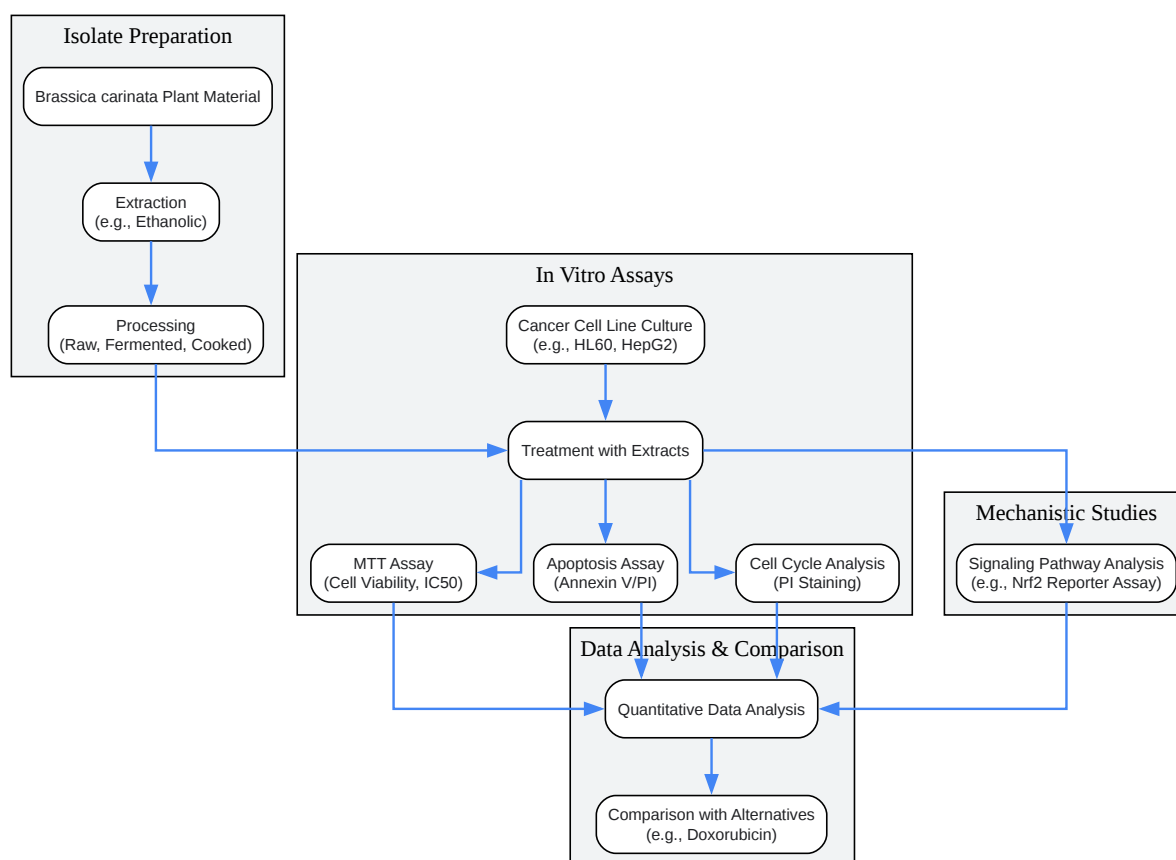 Isolate Preparation
Brassica carinata Plant Material
Extraction
(e.g., Ethanolic)
Processing
(Raw, Fermented, Cooked)
In Vitro Assays
Cancer Cell Line Culture
(e.g., HL60, HepG2)
Treatment with Extracts
MTT Assay
(Cell Viability, IC50)
Apoptosis Assay
(Annexin V/PI)
Cell Cycle Analysis
(PI Staining)
Mechanistic Studies
Signaling Pathway Analysis
(e.g., Nrf2 Reporter Assay)
Data Analysis & Comparison
Quantitative Data Analysis
Comparison with Alternatives
(e.g., Doxorubicin)